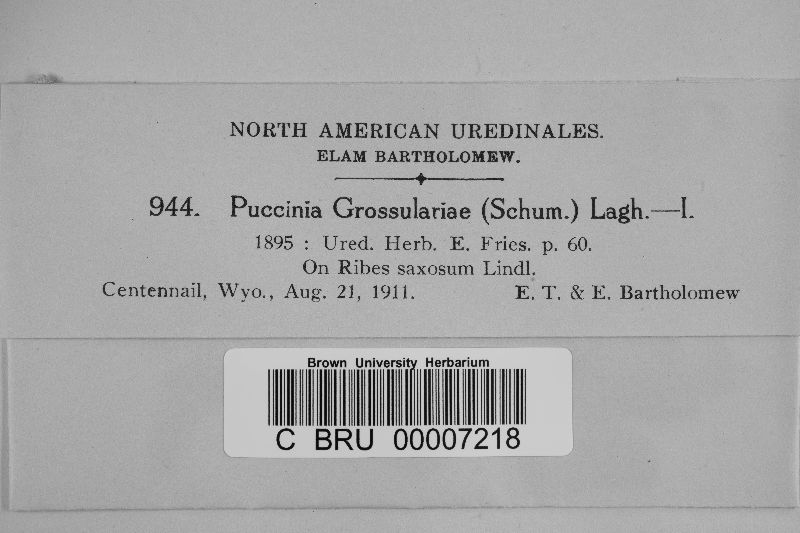 NORTH AMERICAN UREDINALES.
ELAM BARTHOLOMEW.
944. Puccinia Grossulariae (Schum.) Lagh.—I.
1895 : Ured. Herb. E. Fries. p. 60.
On Ribes saxosum Lindl.
Centennail, Wyo., Aug. 21, 1911. E. T. & E. Bartholomew
Brown University Herbarium
C BRU 00007218